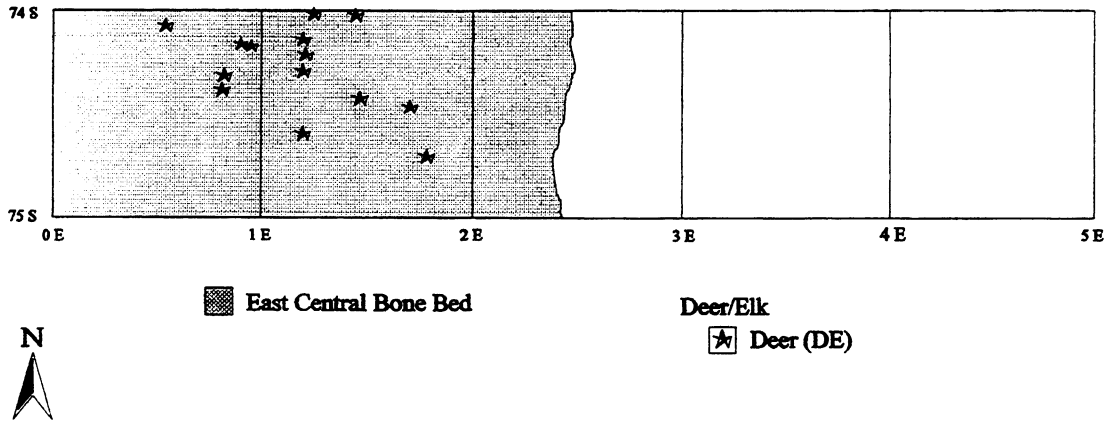 74 S
75 S
0 E 1 E 2 E 3 E 4 E 5 E
East Central Bone Bed
Deer/Elk
Deer (DE)
N